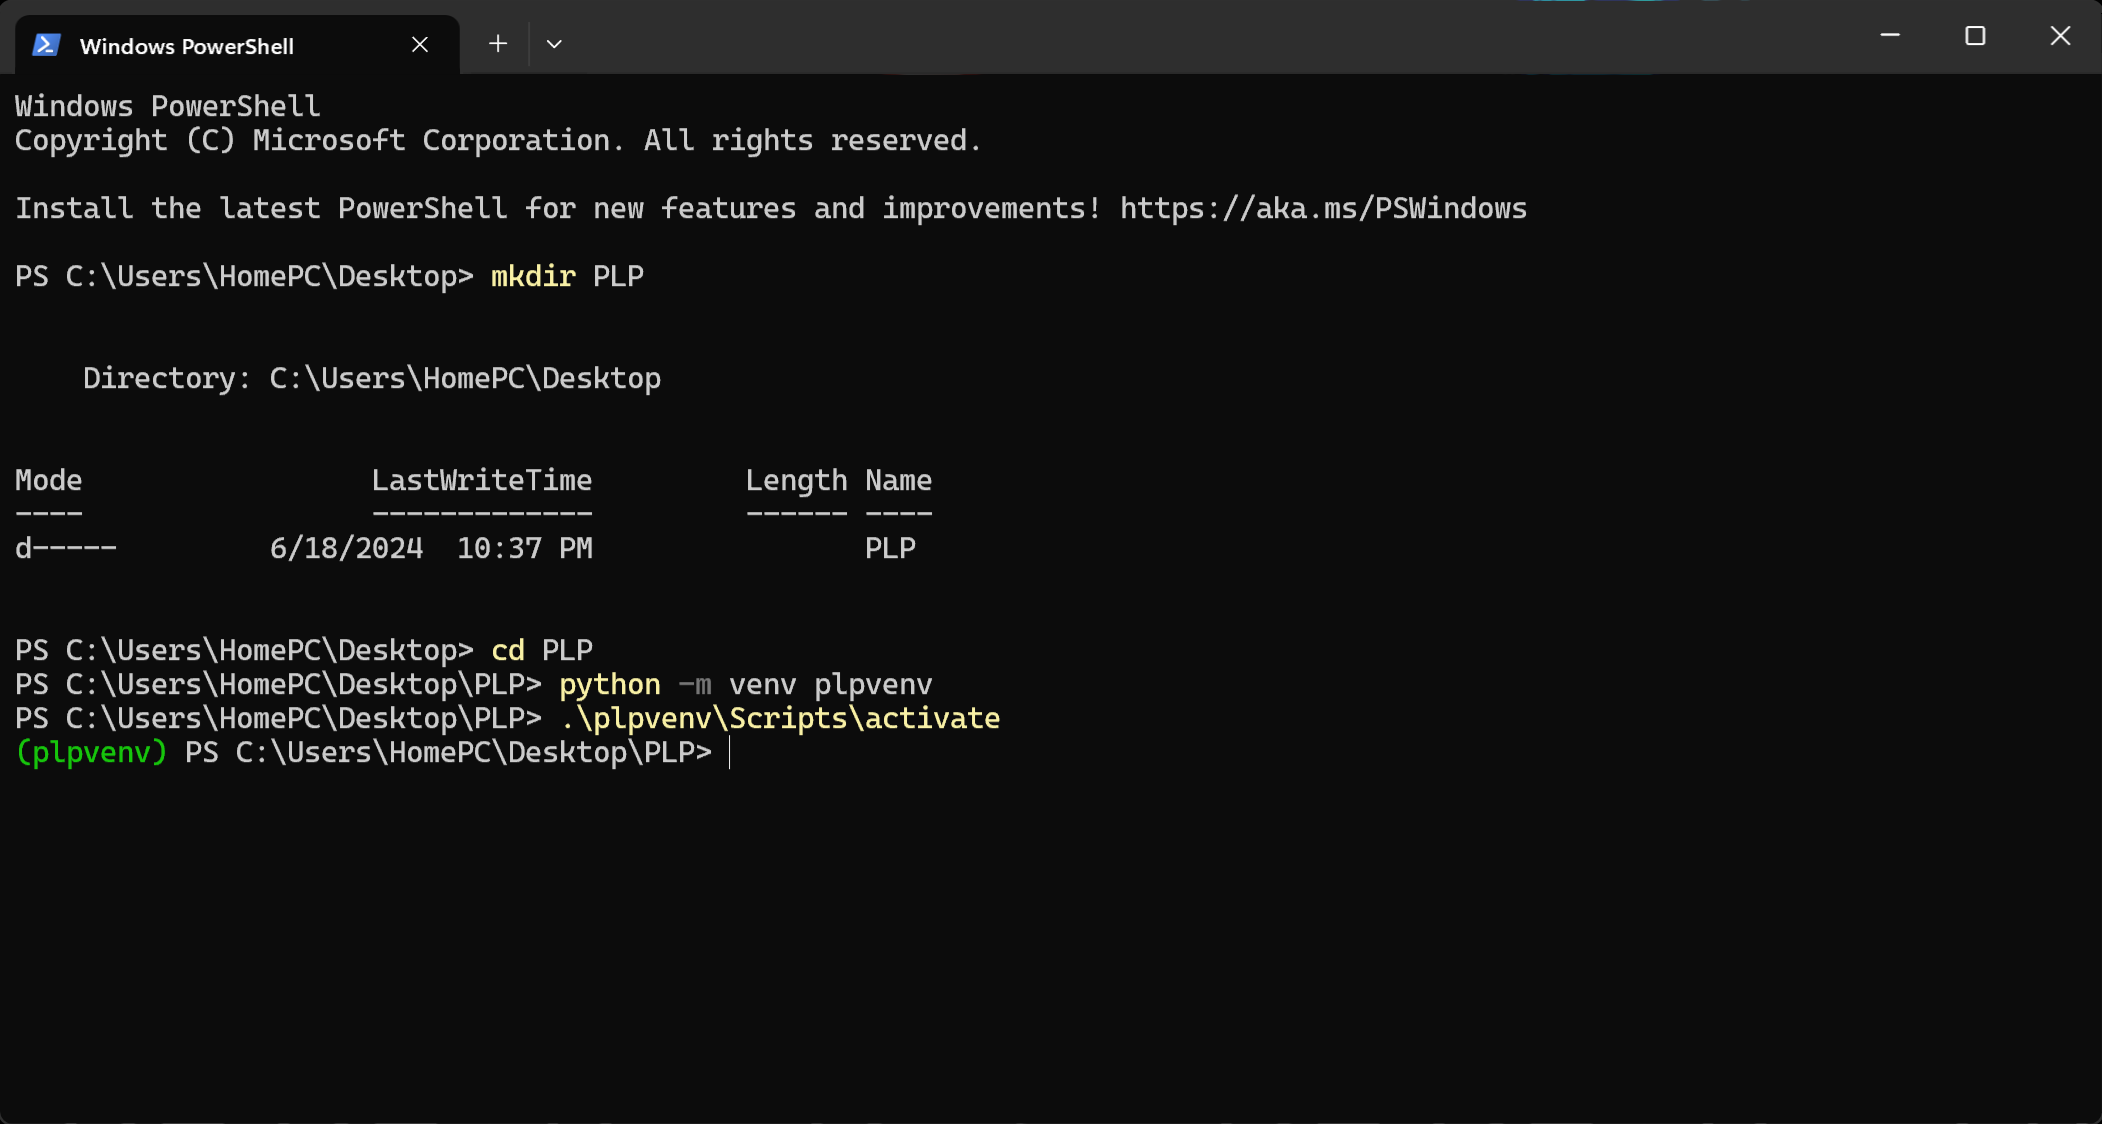 Windows PowerShell
Windows PowerShell
Copyright (C) Microsoft Corporation. All rights reserved.
Install the latest PowerShell for new features and improvements! https://aka.ms/PSWindows
PS C:\Users\HomePC\Desktop> mkdir PLP
    Directory: C:\Users\HomePC\Desktop
Mode                 LastWriteTime         Length Name
----                 -------------         ------ ----
d-----         6/18/2024  10:37 PM                PLP
PS C:\Users\HomePC\Desktop> cd PLP
PS C:\Users\HomePC\Desktop\PLP> python -m venv plpvenv
PS C:\Users\HomePC\Desktop\PLP> .\plpvenv\Scripts\activate
(plpvenv) PS C:\Users\HomePC\Desktop\PLP>